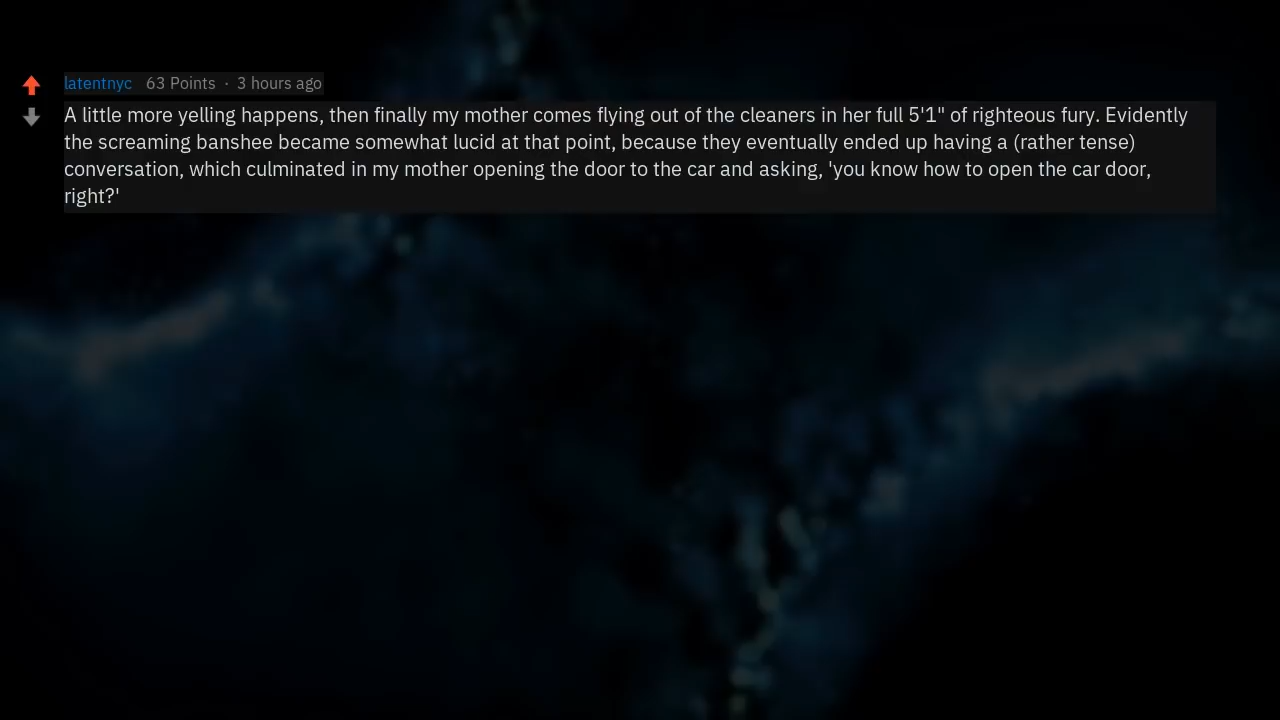 latentnyc 63 Points · 3 hours ago
A little more yelling happens, then finally my mother comes flying out of the cleaners in her full 5'1" of righteous fury. Evidently
the screaming banshee became somewhat lucid at that point, because they eventually ended up having a (rather tense)
conversation, which culminated in my mother opening the door to the car and asking, 'you know how to open the car door,
right?'